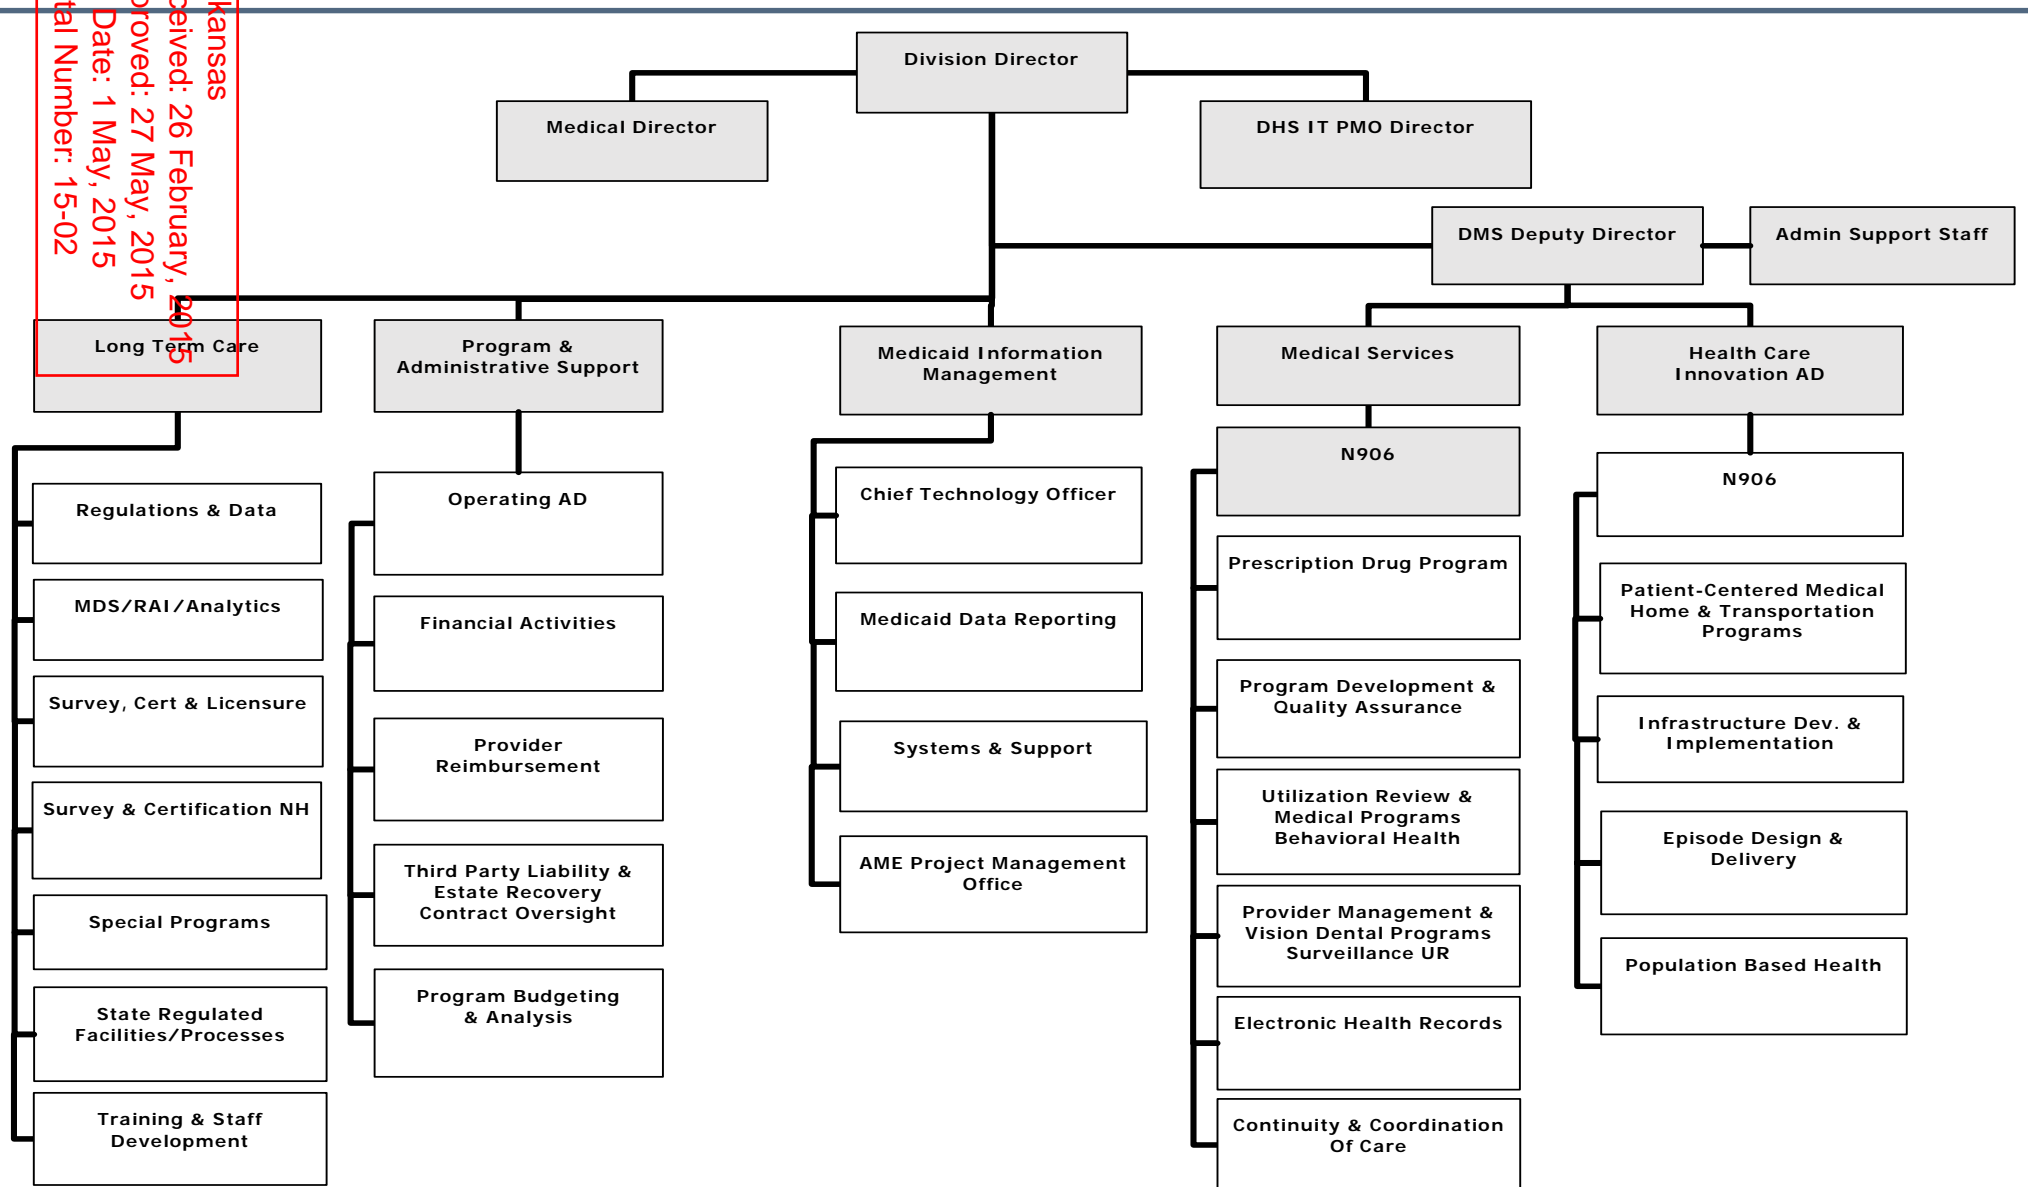 kansas
ceived: 26 February, 2015
proved: 27 May, 2015
Date: 1 May, 2015
tal Number: 15-02
Division Director
Medical Director
DHS IT PMO Director
DMS Deputy Director
Admin Support Staff
Long Term Care
Program &
Administrative Support
Medicaid Information
Management
Medical Services
Health Care
Innovation AD
Regulations & Data
MDS/RAI/Analytics
Survey, Cert & Licensure
Survey & Certification NH
Special Programs
State Regulated
Facilities/Processes
Training & Staff
Development
Operating AD
Financial Activities
Provider
Reimbursement
Third Party Liability &
Estate Recovery
Contract Oversight
Program Budgeting
& Analysis
Chief Technology Officer
Medicaid Data Reporting
Systems & Support
AME Project Management
Office
N906
Prescription Drug Program
Program Development &
Quality Assurance
Utilization Review &
Medical Programs
Behavioral Health
Provider Management &
Vision Dental Programs
Surveillance UR
Electronic Health Records
Continuity & Coordination
Of Care
N906
Patient-Centered Medical
Home & Transportation
Programs
Infrastructure Dev. &
Implementation
Episode Design &
Delivery
Population Based Health